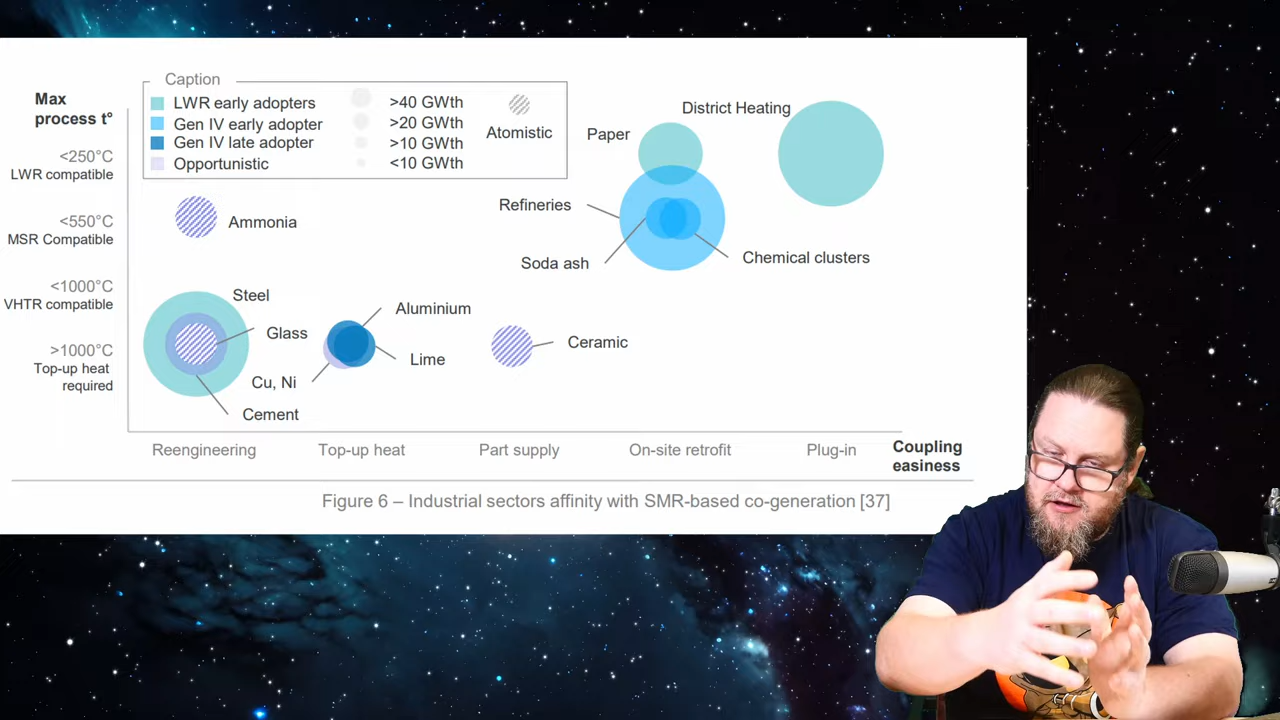 Caption
Max
process t°
LWR early adopters
Gen IV early adopter
Gen IV late adopter
Opportunistic
>40 GWth
>20 GWth
>10 GWth
<10 GWth
Atomistic
District Heating
Paper
<250°C
LWR compatible
<550°C
MSR Compatible
Ammonia
Refineries
Soda ash
Chemical clusters
<1000°C
VHTR compatible
Steel
Glass
Aluminium
Lime
Ceramic
>1000°C
Top-up heat
required
Cu, Ni
Cement
Reengineering
Top-up heat
Part supply
On-site retrofit
Plug-in
Coupling
easiness
Figure 6 – Industrial sectors affinity with SMR-based co-generation [37]